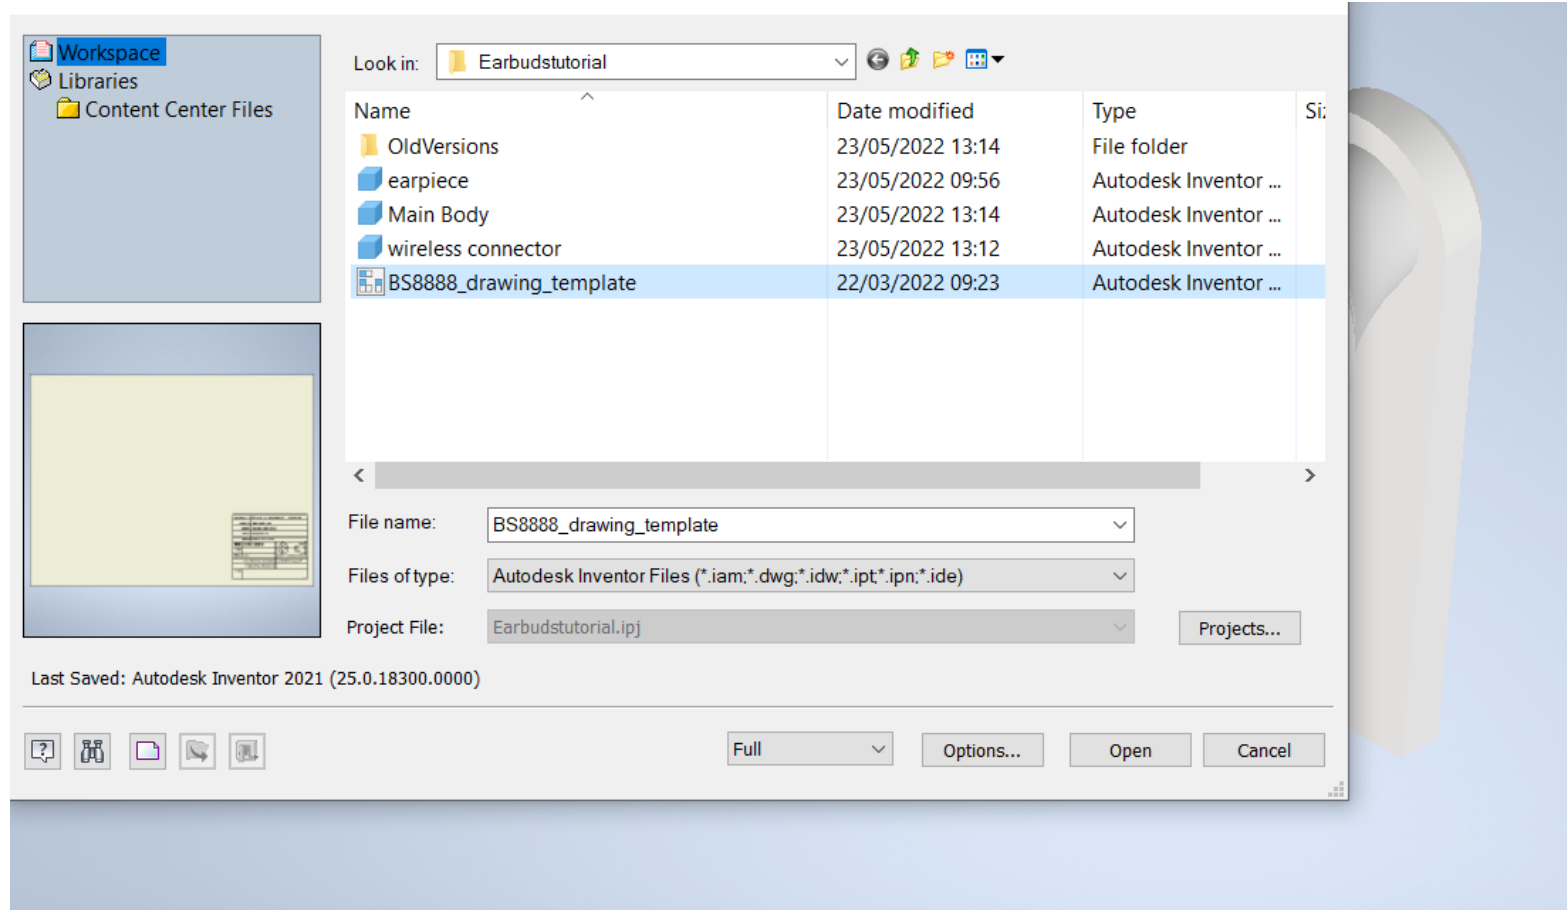 Workspace
Libraries
Content Center Files
Look in: Earbudstutorial
Name Date modified Type Siz
OldVersions 23/05/2022 13:14 File folder
earpiece 23/05/2022 09:56 Autodesk Inventor ...
Main Body 23/05/2022 13:14 Autodesk Inventor ...
wireless connector 23/05/2022 13:12 Autodesk Inventor ...
BS8888_drawing_template 22/03/2022 09:23 Autodesk Inventor ...
File name: BS8888_drawing_template
Files of type: Autodesk Inventor Files (*.iam;*.dwg;*.idw;*.ipt;*.ipn;*.ide)
Project File: Earbudstutorial.ipj Projects...
Last Saved: Autodesk Inventor 2021 (25.0.18300.0000)
Full Options... Open Cancel